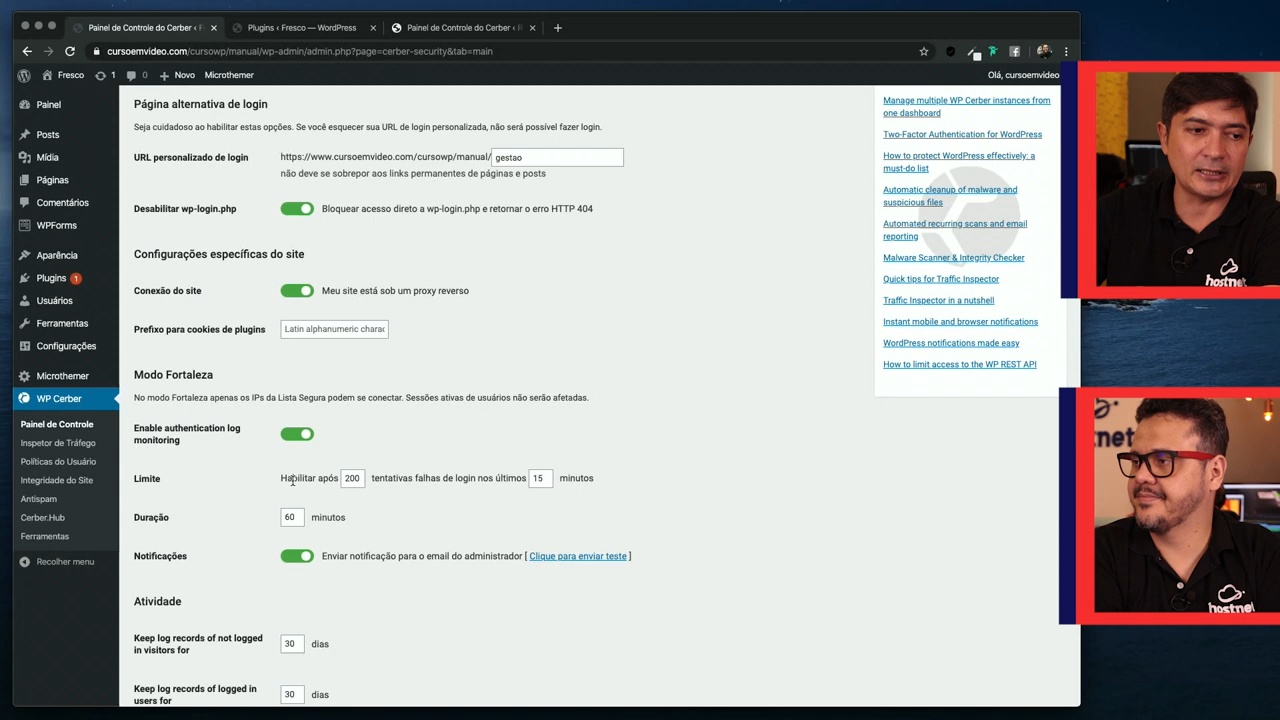 Painel de Controle do Cerber ‹ F
Plugins ‹ Fresco — WordPress
Painel de Controle do Cerber ‹ F
cursoemvideo.com/cursowp/manual/wp-admin/admin.php?page=cerber-security&tab=main
Fresco
1
0
Novo
Microthemer
Olá, cursoemvideo
Painel
Posts
Mídia
Páginas
Comentários
WPForms
Aparência
Plugins 1
Usuários
Ferramentas
Configurações
Microthemer
WP Cerber
Painel de Controle
Inspetor de Tráfego
Políticas do Usuário
Integridade do Site
Antispam
Cerber.Hub
Ferramentas
Recolher menu
Página alternativa de login
Seja cuidadoso ao habilitar estas opções. Se você esquecer sua URL de login personalizada, não será possível fazer login.
URL personalizado de login
https://www.cursoemvideo.com/cursowp/manual/ gestao
não deve se sobrepor aos links permanentes de páginas e posts
Desabilitar wp-login.php
Bloquear acesso direto a wp-login.php e retornar o erro HTTP 404
Configurações específicas do site
Conexão do site
Meu site está sob um proxy reverso
Prefixo para cookies de plugins
Latin alphanumeric charac
Modo Fortaleza
No modo Fortaleza apenas os IPs da Lista Segura podem se conectar. Sessões ativas de usuários não serão afetadas.
Enable authentication log
monitoring
Limite
Habilitar após 200 tentativas falhas de login nos últimos 15 minutos
Duração
60 minutos
Notificações
Enviar notificação para o email do administrador [ Clique para enviar teste ]
Atividade
Keep log records of not logged
in visitors for
30 dias
Keep log records of logged in
users for
30 dias
Manage multiple WP Cerber instances from
one dashboard
Two-Factor Authentication for WordPress
How to protect WordPress effectively: a
must-do list
Automatic cleanup of malware and
suspicious files
Automated recurring scans and email
reporting
Malware Scanner & Integrity Checker
Quick tips for Traffic Inspector
Traffic Inspector in a nutshell
Instant mobile and browser notifications
WordPress notifications made easy
How to limit access to the WP REST API
hostnet
hostnet